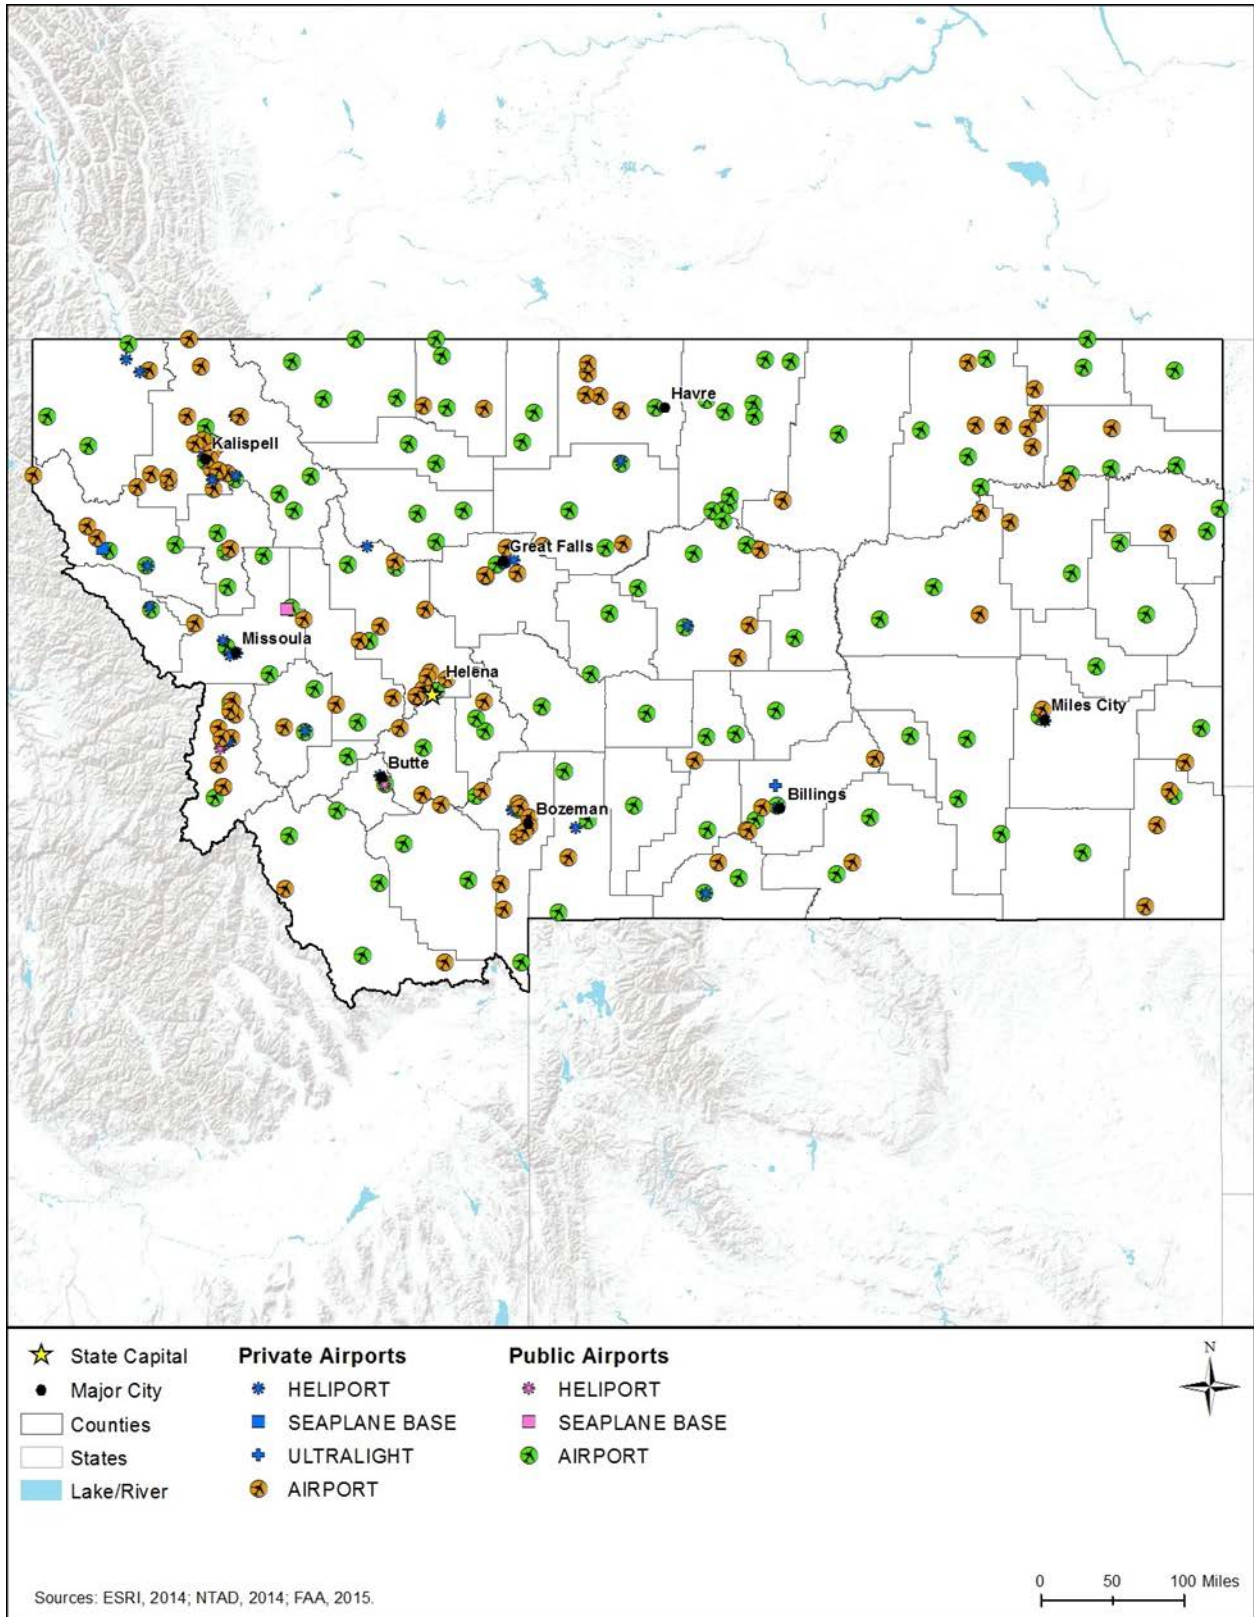 Havre
Kalispell
Great Falls
Missoula
Helena
Miles City
Butte
Billings
Bozeman
State Capital
Major City
Counties
States
Lake/River
Private Airports
HELIPORT
SEAPLANE BASE
ULTRALIGHT
AIRPORT
Public Airports
HELIPORT
SEAPLANE BASE
AIRPORT
N
Sources: ESRI, 2014; NTAD, 2014; FAA, 2015.
0 50 100 Miles